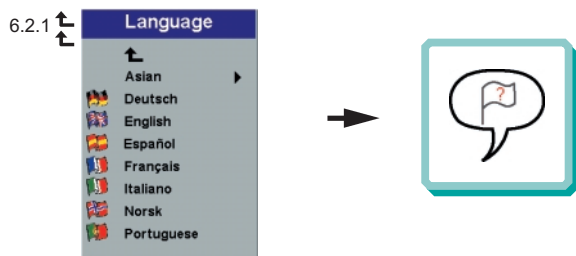 6.2.1
Language
Asian
Deutsch
English
Español
Français
Italiano
Norsk
Portuguese
?